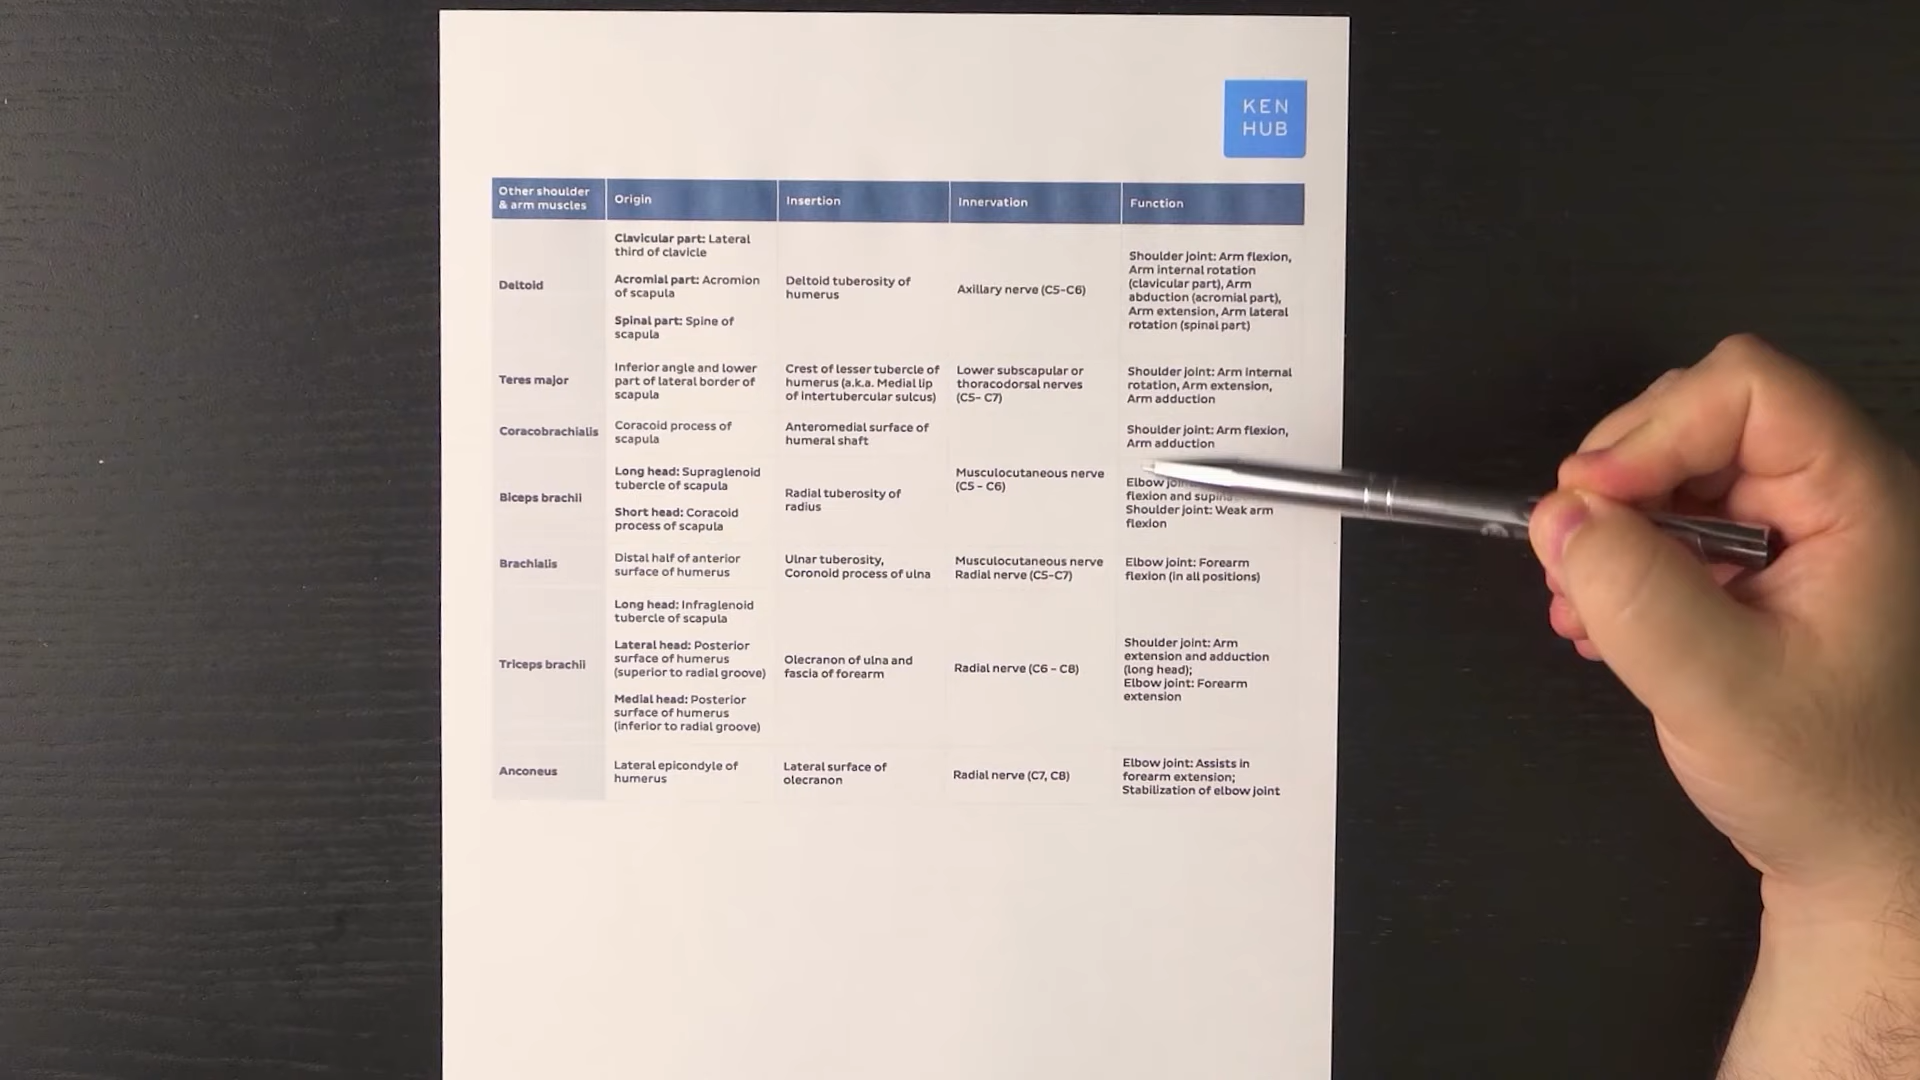 KEN
HUB
Other shoulder
& arm muscles
Origin
Insertion
Innervation
Function
Deltoid
Clavicular part: Lateral
third of clavicle
Acromial part: Acromion
of scapula
Spinal part: Spine of
scapula
Deltoid tuberosity of
humerus
Axillary nerve (C5-C6)
Shoulder joint: Arm flexion,
Arm internal rotation
(clavicular part), Arm
abduction (acromial part),
Arm extension, Arm lateral
rotation (spinal part)
Teres major
Inferior angle and lower
part of lateral border of
scapula
Crest of lesser tubercle of
humerus (a.k.a. Medial lip
of intertubercular sulcus)
Lower subscapular or
thoracodorsal nerves
(C5- C7)
Shoulder joint: Arm internal
rotation, Arm extension,
Arm adduction
Coracobrachialis
Coracoid process of
scapula
Anteromedial surface of
humeral shaft
Shoulder joint: Arm flexion,
Arm adduction
Biceps brachii
Long head: Supraglenoid
tubercle of scapula
Short head: Coracoid
process of scapula
Radial tuberosity of
radius
Musculocutaneous nerve
(C5 - C6)
Elbow
flexion and
Shoulder joint: Weak arm
flexion
Brachialis
Distal half of anterior
surface of humerus
Ulnar tuberosity,
Coronoid process of ulna
Musculocutaneous nerve
Radial nerve (C5-C7)
Elbow joint: Forearm
flexion (in all positions)
Triceps brachii
Long head: Infraglenoid
tubercle of scapula
Lateral head: Posterior
surface of humerus
(superior to radial groove)
Medial head: Posterior
surface of humerus
(inferior to radial groove)
Olecranon of ulna and
fascia of forearm
Radial nerve (C6 - C8)
Shoulder joint: Arm
extension and adduction
(long head);
Elbow joint: Forearm
extension
Anconeus
Lateral epicondyle of
humerus
Lateral surface of
olecranon
Radial nerve (C7, C8)
Elbow joint: Assists in
forearm extension;
Stabilization of elbow joint